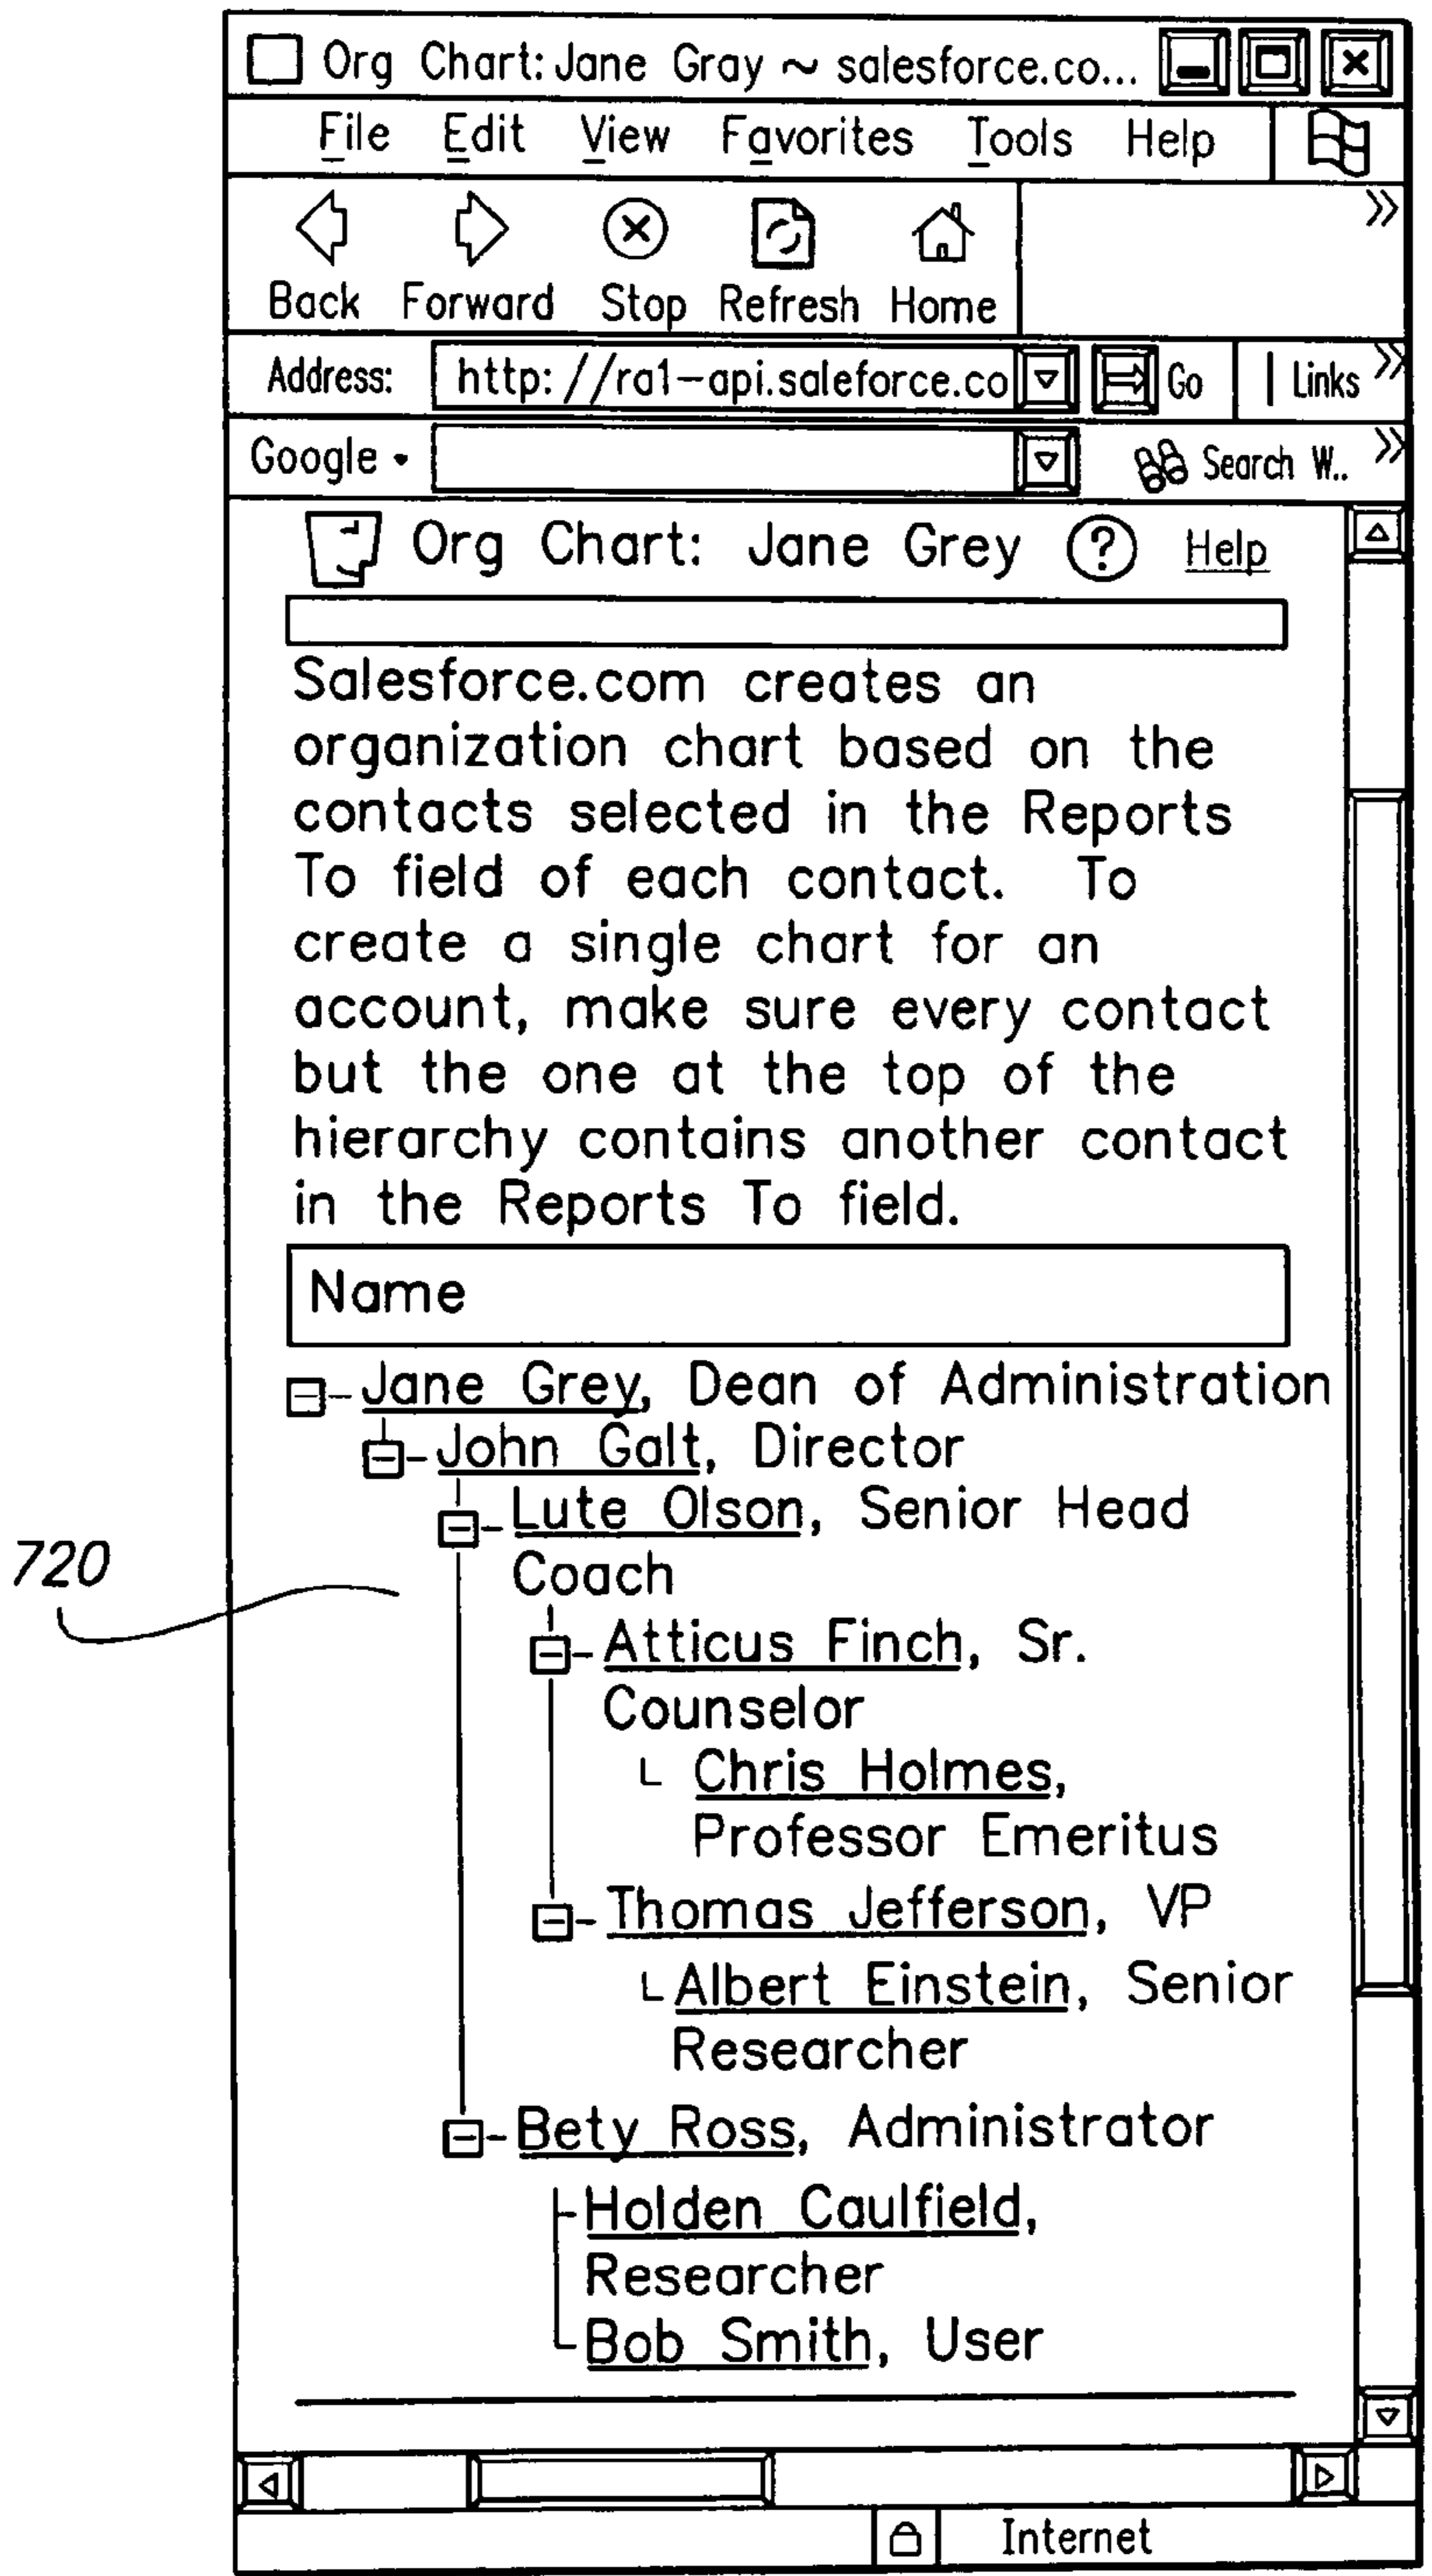 Org Chart: Jane Gray ~ salesforce.co...
File Edit View Favorites Tools Help
Back Forward Stop Refresh Home
Address: http: //ra1-api.saleforce.co Go Links
Google Search W..
Org Chart: Jane Grey ? Help
Salesforce.com creates an
organization chart based on the
contacts selected in the Reports
To field of each contact. To
create a single chart for an
account, make sure every contact
but the one at the top of the
hierarchy contains another contact
in the Reports To field.
Name
Jane Grey, Dean of Administration
John Galt, Director
Lute Olson, Senior Head
720
Coach
Atticus Finch, Sr.
Counselor
Chris Holmes,
Professor Emeritus
Thomas Jefferson, VP
Albert Einstein, Senior
Researcher
Bety Ross, Administrator
Holden Caulfield,
Researcher
Bob Smith, User
Internet